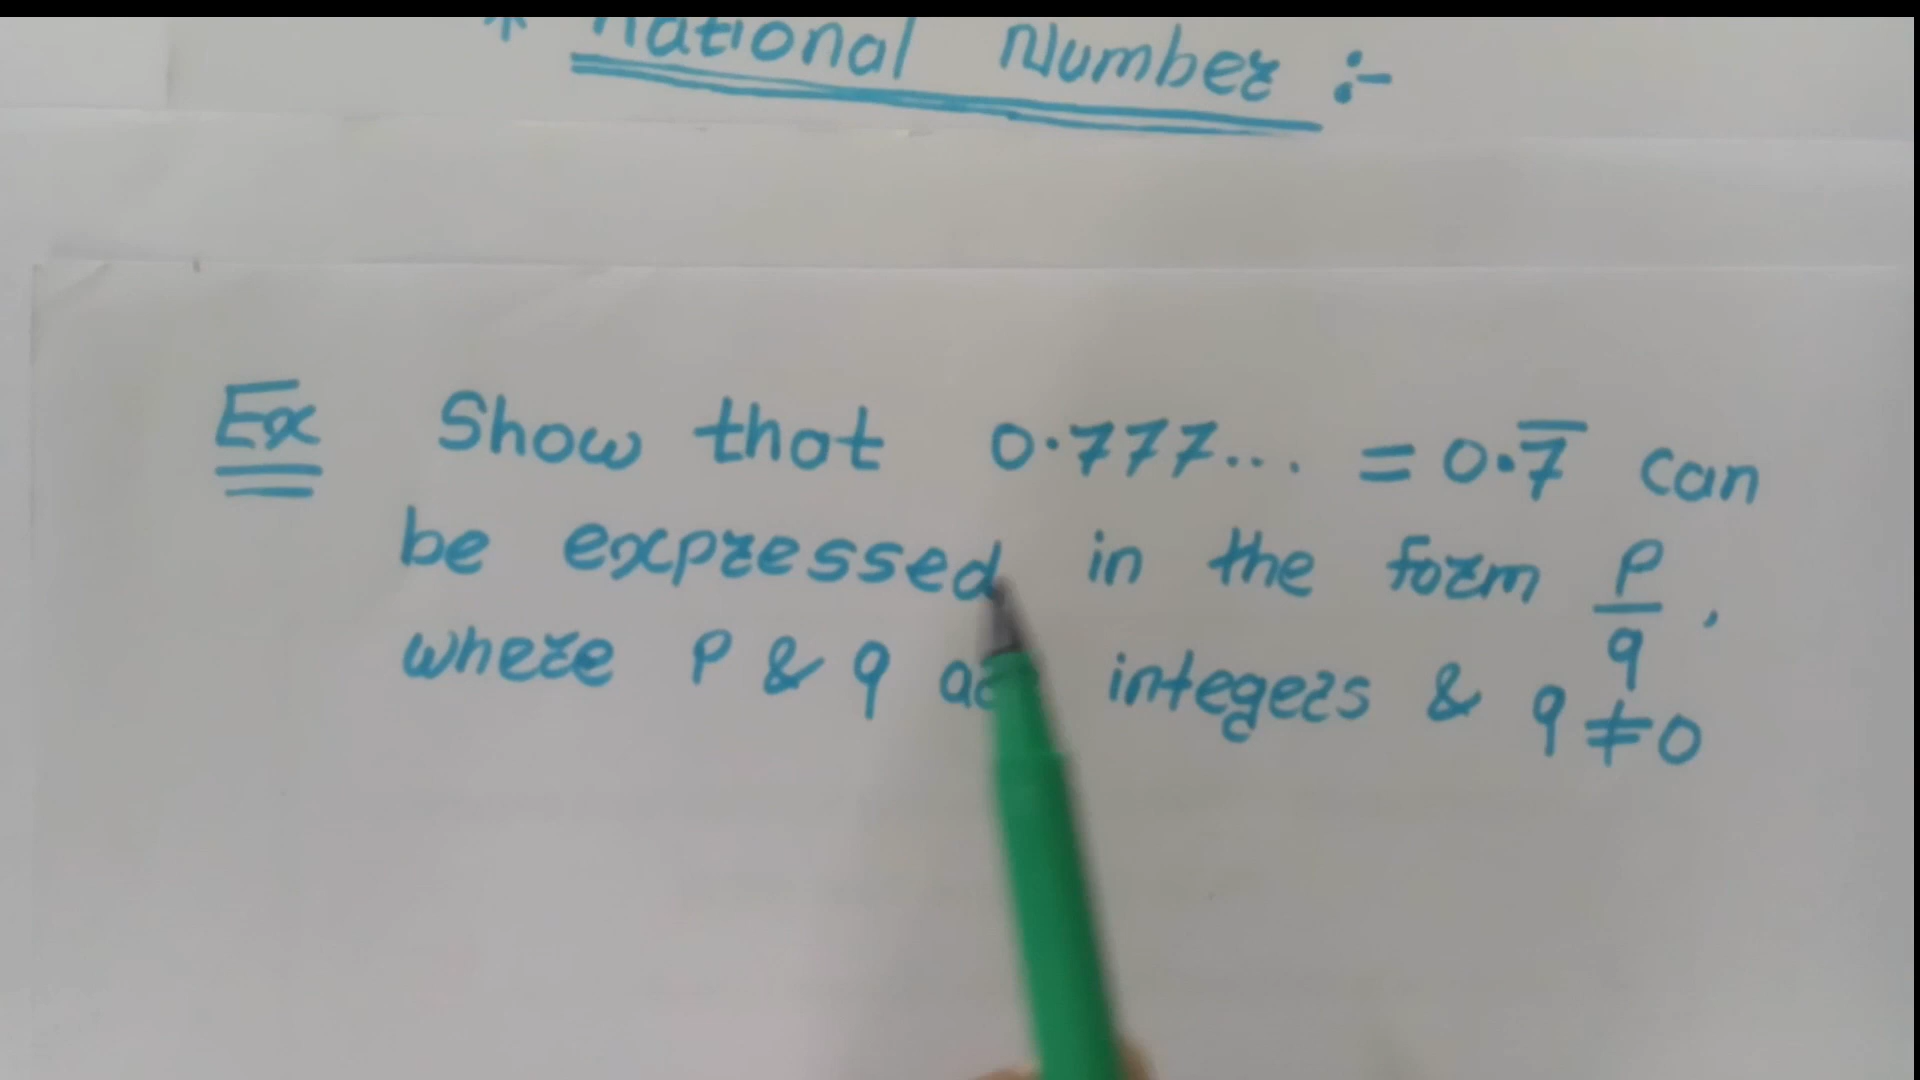 * Rational Number :-
Ex Show that 0.777... = 0.7̅ can
be expressed in the form p/q ,
where p & q integers & q ≠ 0